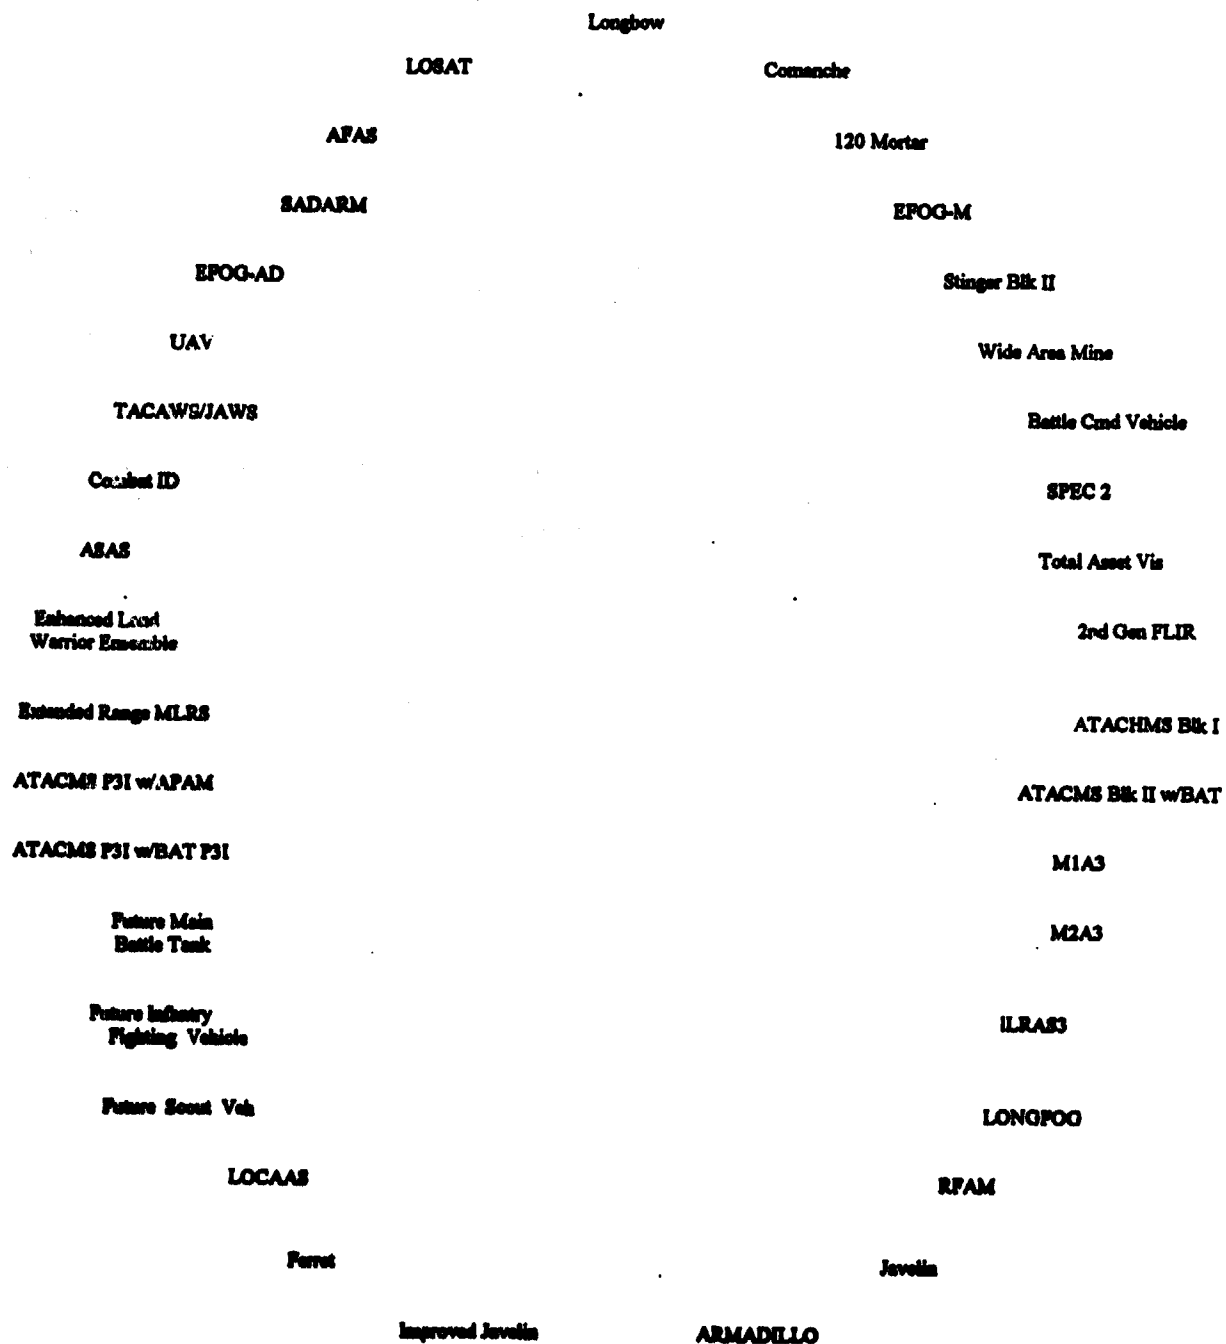 Longbow
LOSAT
Comanche
AFAS
120 Mortar
SADARM
EFOG-M
EFOG-AD
Stinger Blk II
UAV
Wide Area Mine
TACAWS/JAWS
Battle Cmd Vehicle
Combat ID
SPEC 2
ASAS
Total Asset Vis
Enhanced Land
Warrior Ensemble
2nd Gen FLIR
Extended Range MLRS
ATACHMS Blk I
ATACMS P3I w/APAM
ATACMS Blk II w/BAT
ATACMS P3I w/BAT P3I
M1A3
Future Main
Battle Tank
M2A3
Future Infantry
Fighting Vehicle
ILRAS3
Future Scout Veh
LONGFOG
LOCAAS
RFAM
Ferret
Javelin
Improved Javelin
ARMADILLO